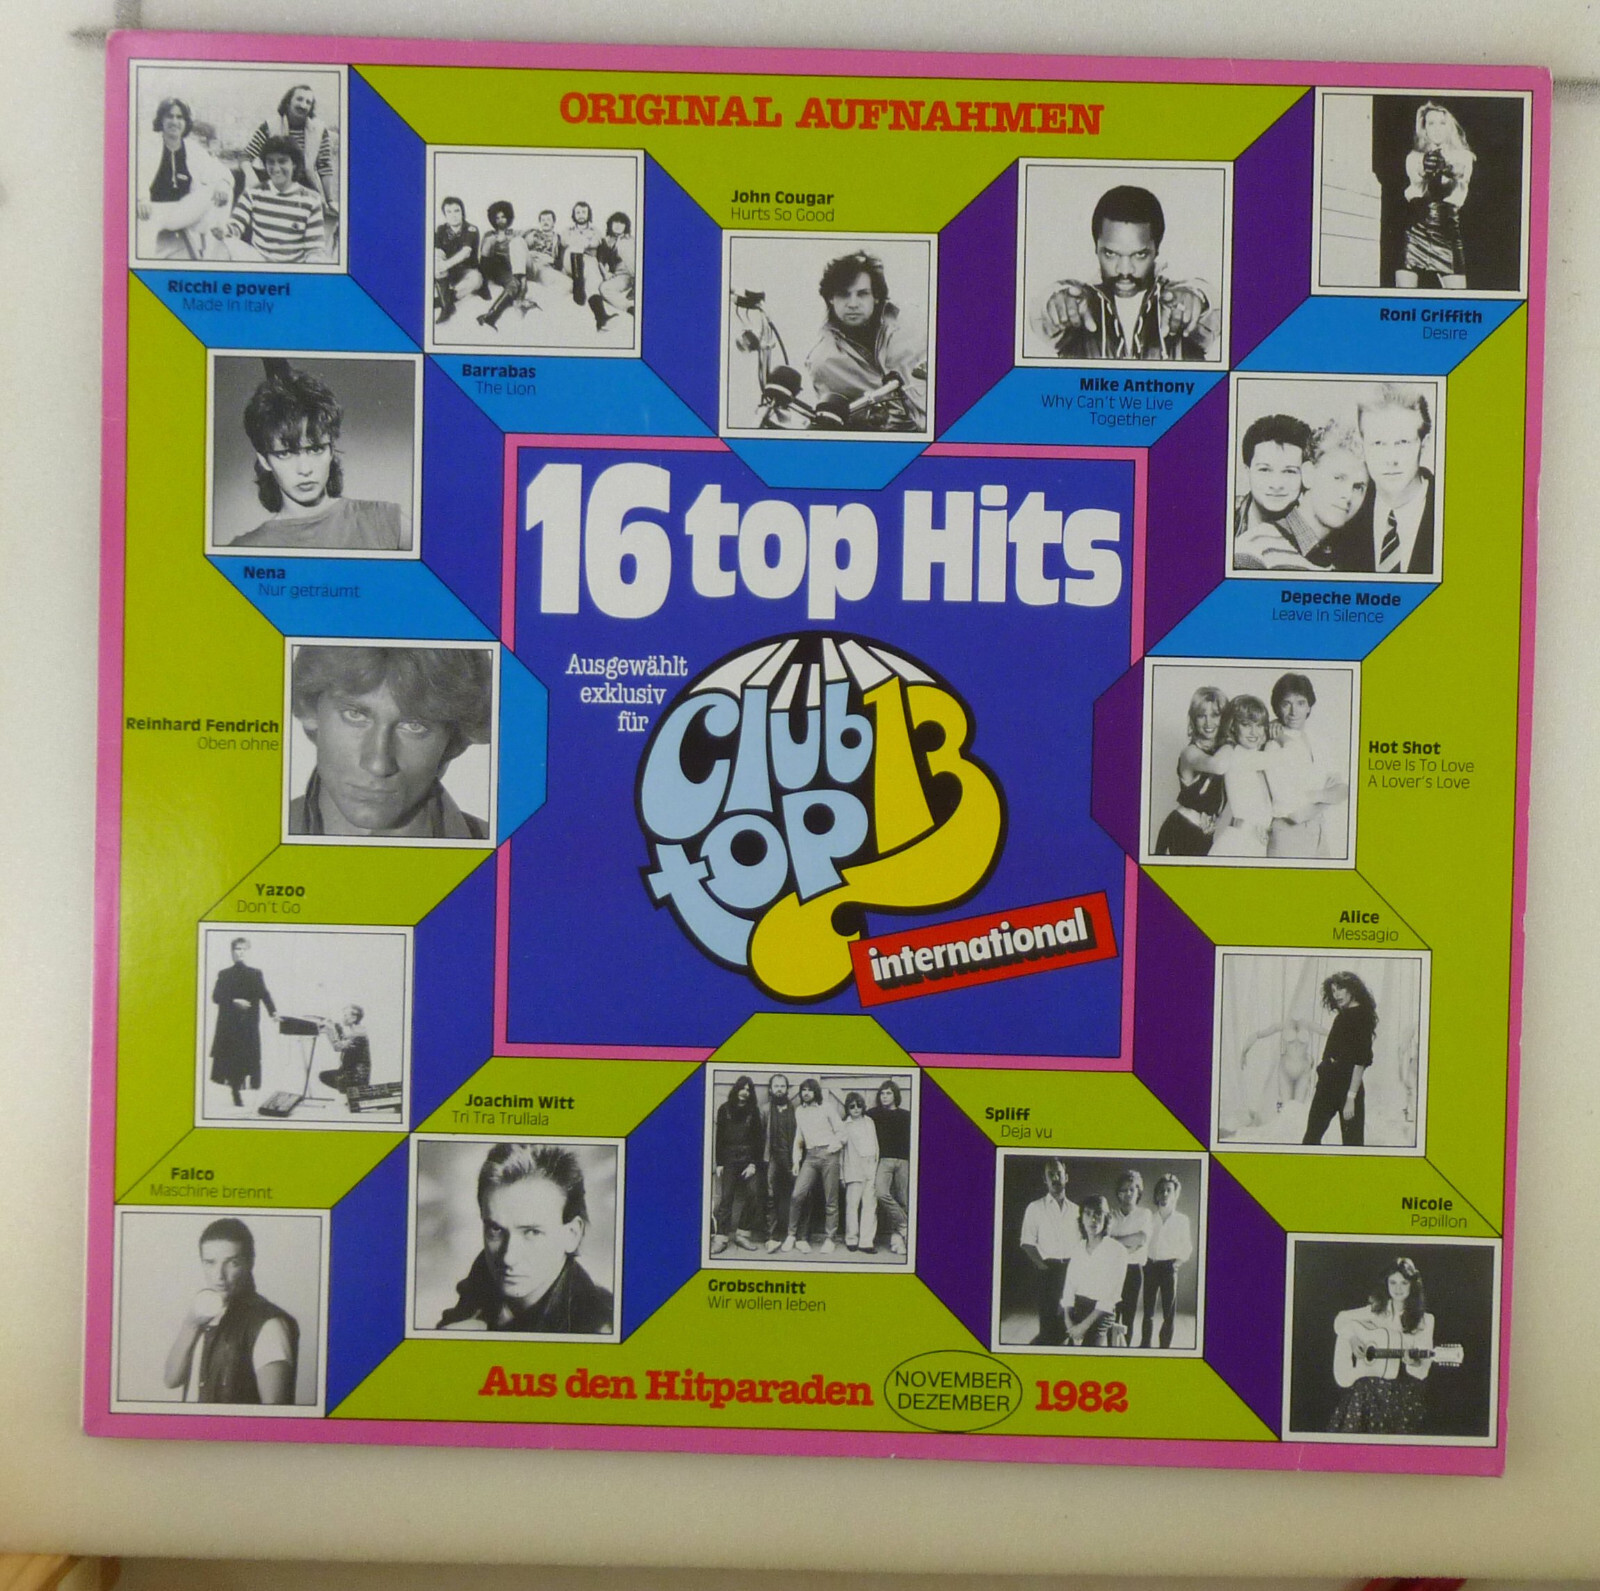 ORIGINAL AUFNAHMEN
Ricchi e poveri
Made in Italy
Barrabas
The Lion
John Cougar
Hurts So Good
Mike Anthony
Why Can't We Live
Together
Roni Griffith
Desire
Nena
Nur geträumt
Depeche Mode
Leave In Silence
16 top Hits
Ausgewählt
exklusiv
für
Club
top 13
international
Reinhard Fendrich
Oben ohne
Hot Shot
Love Is To Love
A Lover's Love
Yazoo
Don't Go
Alice
Messagio
Joachim Witt
Tri Tra Trullala
Spliff
Deja vu
Falco
Maschine brennt
Nicole
Papillon
Grobschnitt
Wir wollen leben
Aus den Hitparaden NOVEMBER DEZEMBER 1982